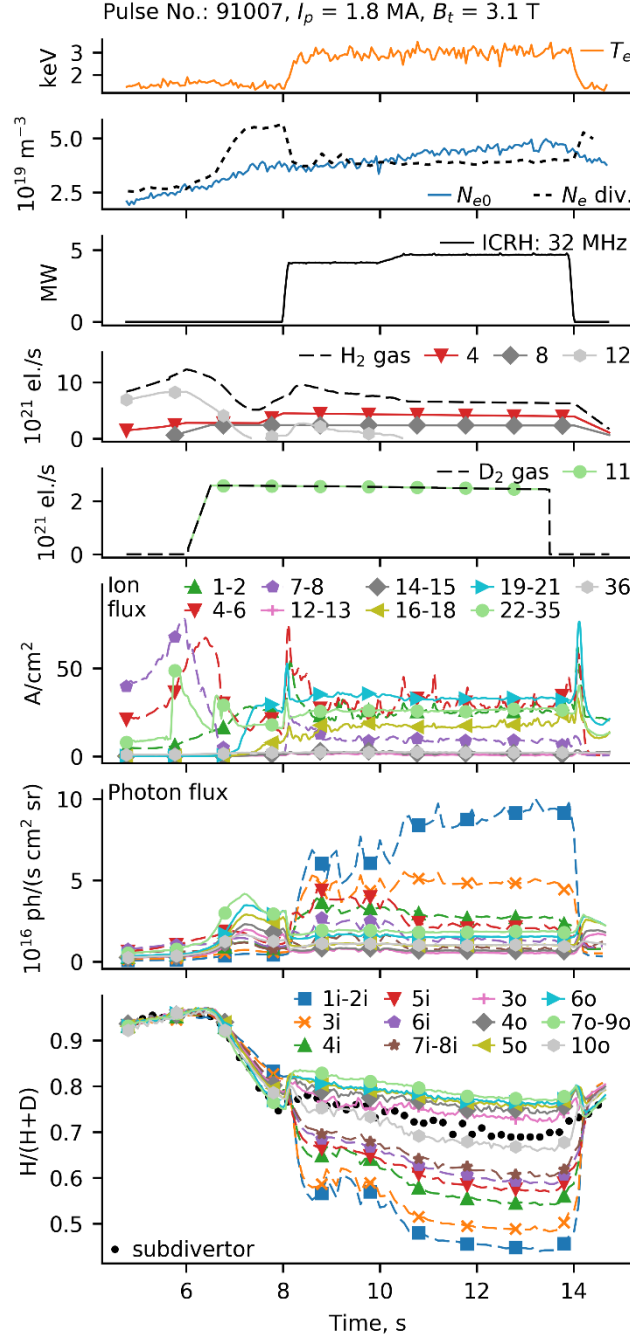 Pulse No.: 91007, I_p = 1.8 MA, B_t = 3.1 T
keV
3
2
T_e
10^19 m^−3
5.0
2.5
N_e0 N_e div.
MW
5
0
ICRH: 32 MHz
10^21 el./s
10
0
H_2 gas 4 8 12
10^21 el./s
2
0
D_2 gas 11
Ion flux
1-2 7-8 14-15 19-21 36
4-6 12-13 16-18 22-35
A/cm^2
50
0
Photon flux
10^16 ph/(s cm^2 sr)
10
5
0
H/(H+D)
0.9
0.8
0.7
0.6
0.5
1i-2i 5i 3o 6o
3i 6i 4o 7o-9o
4i 7i-8i 5o 10o
subdivertor
6 8 10 12 14
Time, s